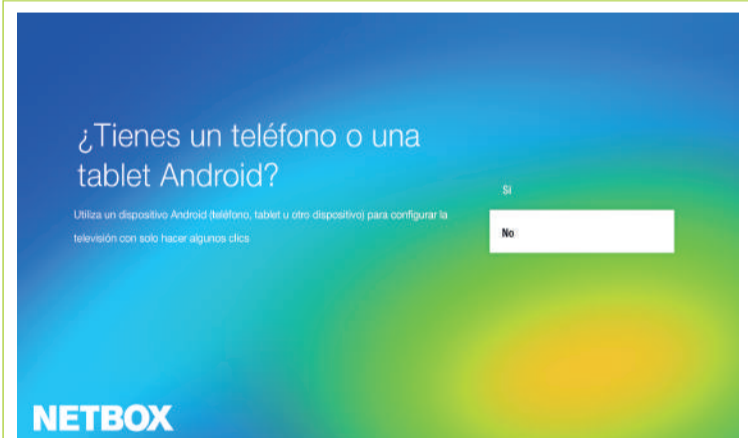 ¿Tienes un teléfono o una
tablet Android?
Utiliza un dispositivo Android (teléfono, tablet u otro dispositivo) para configurar la
televisión con solo hacer algunos clics
Sí
No
NETBOX